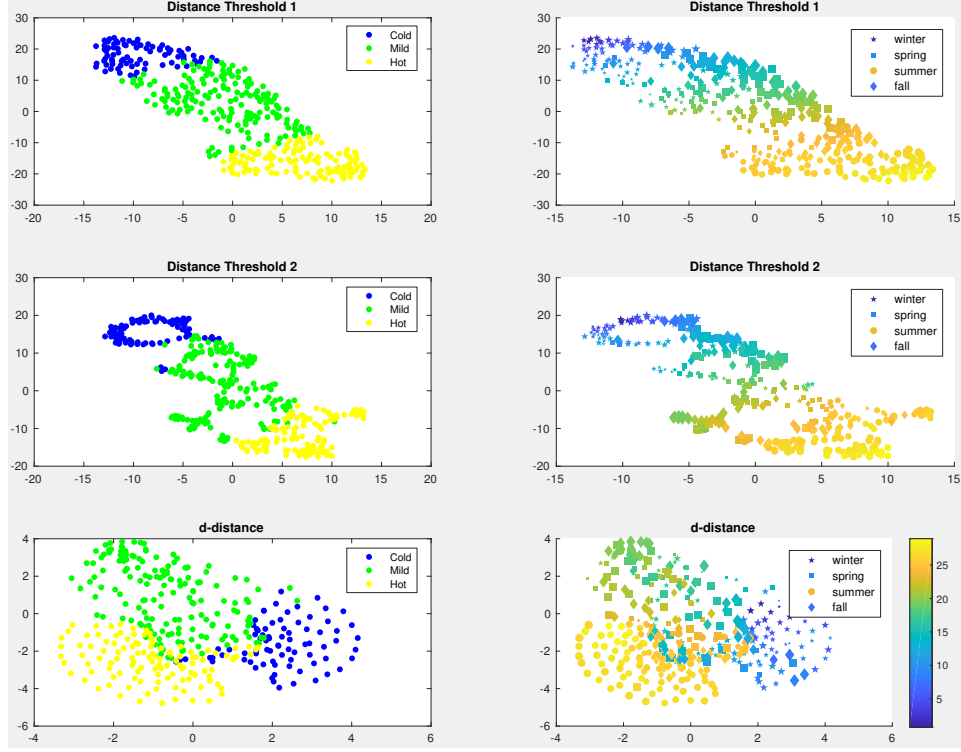 Distance Threshold 1
30
20
10
0
-10
-20
-30
-20 -15 -10 -5 0 5 10 15 20
Cold
Mild
Hot
Distance Threshold 1
30
20
10
0
-10
-20
-30
-15 -10 -5 0 5 10 15
winter
spring
summer
fall
Distance Threshold 2
30
20
10
0
-10
-20
-20 -15 -10 -5 0 5 10 15 20
Cold
Mild
Hot
Distance Threshold 2
30
20
10
0
-10
-20
-15 -10 -5 0 5 10 15
winter
spring
summer
fall
d-distance
4
2
0
-2
-4
-6
-4 -2 0 2 4 6
Cold
Mild
Hot
d-distance
4
2
0
-2
-4
-6
-4 -2 0 2 4 6
winter
spring
summer
fall
25
20
15
10
5